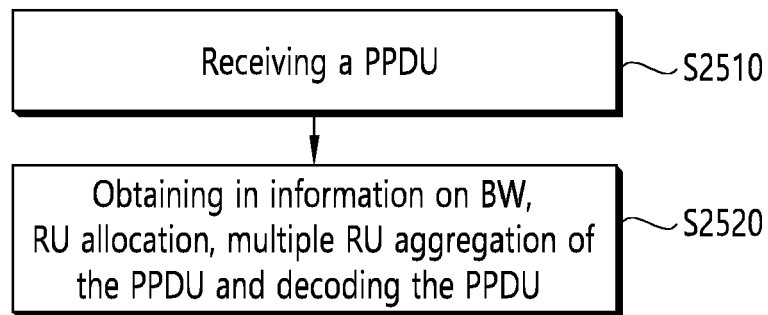 Receiving a PPDU
S2510
Obtaining in information on BW,
RU allocation, multiple RU aggregation of
the PPDU and decoding the PPDU
S2520